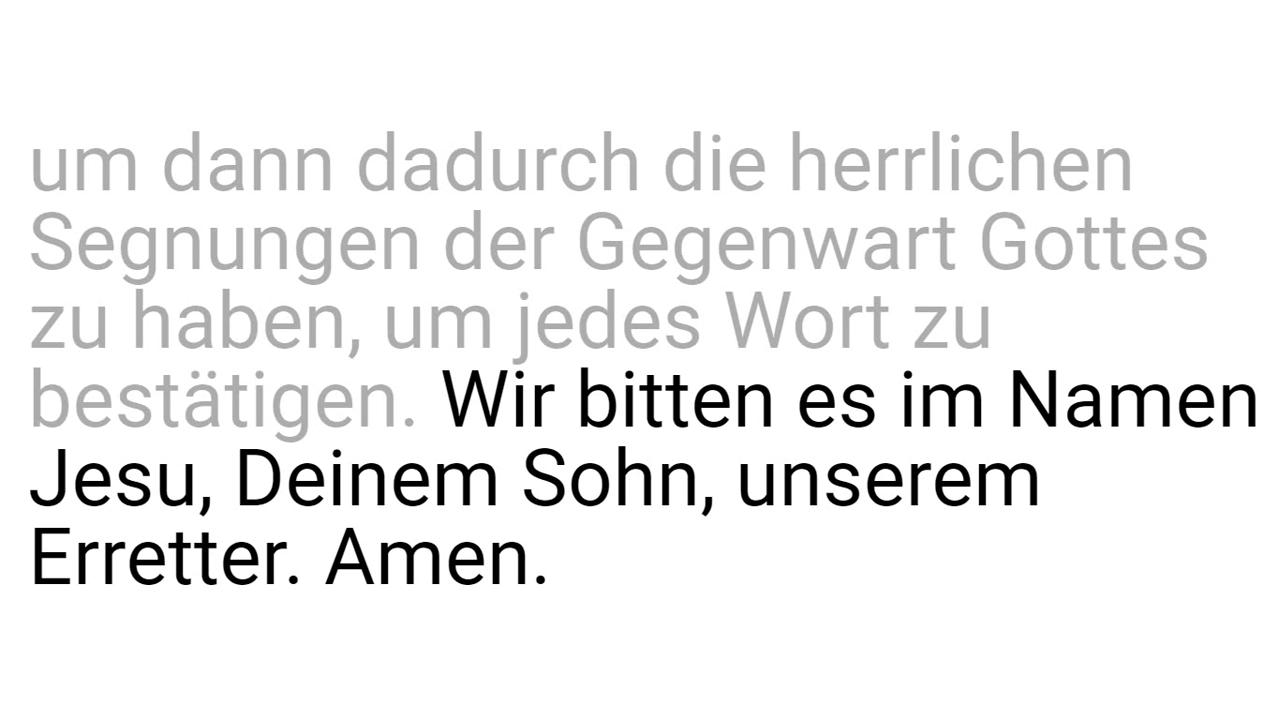 um dann dadurch die herrlichen
Segnungen der Gegenwart Gottes
zu haben, um jedes Wort zu
bestätigen. Wir bitten es im Namen
Jesu, Deinem Sohn, unserem
Erretter. Amen.